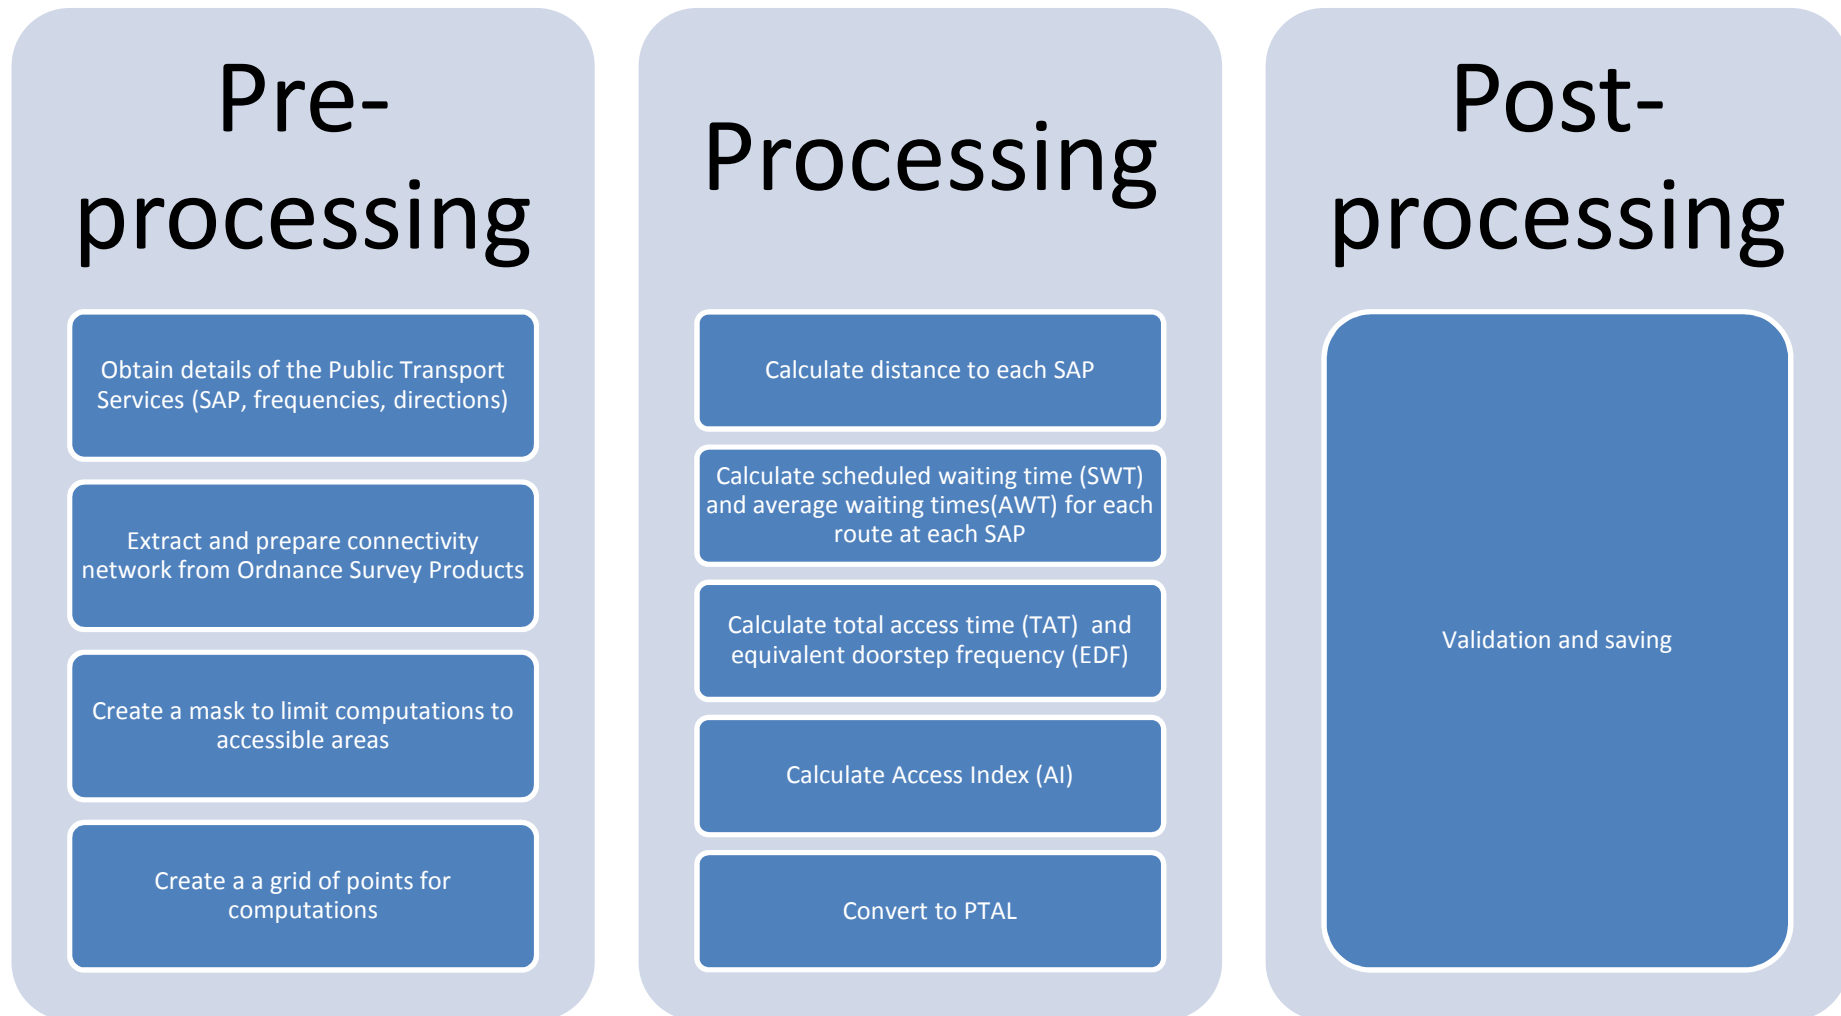 Pre-
processing
Obtain details of the Public Transport
Services (SAP, frequencies, directions)
Extract and prepare connectivity
network from Ordnance Survey Products
Create a mask to limit computations to
accessible areas
Create a a grid of points for
computations
Processing
Calculate distance to each SAP
Calculate scheduled waiting time (SWT)
and average waiting times(AWT) for each
route at each SAP
Calculate total access time (TAT)  and
equivalent doorstep frequency (EDF)
Calculate Access Index (AI)
Convert to PTAL
Post-
processing
Validation and saving